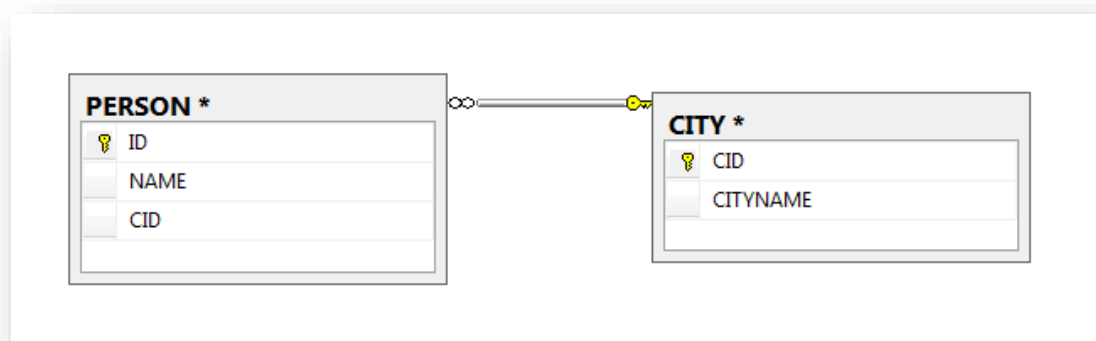 PERSON *
ID
NAME
CID
CITY *
CID
CITYNAME